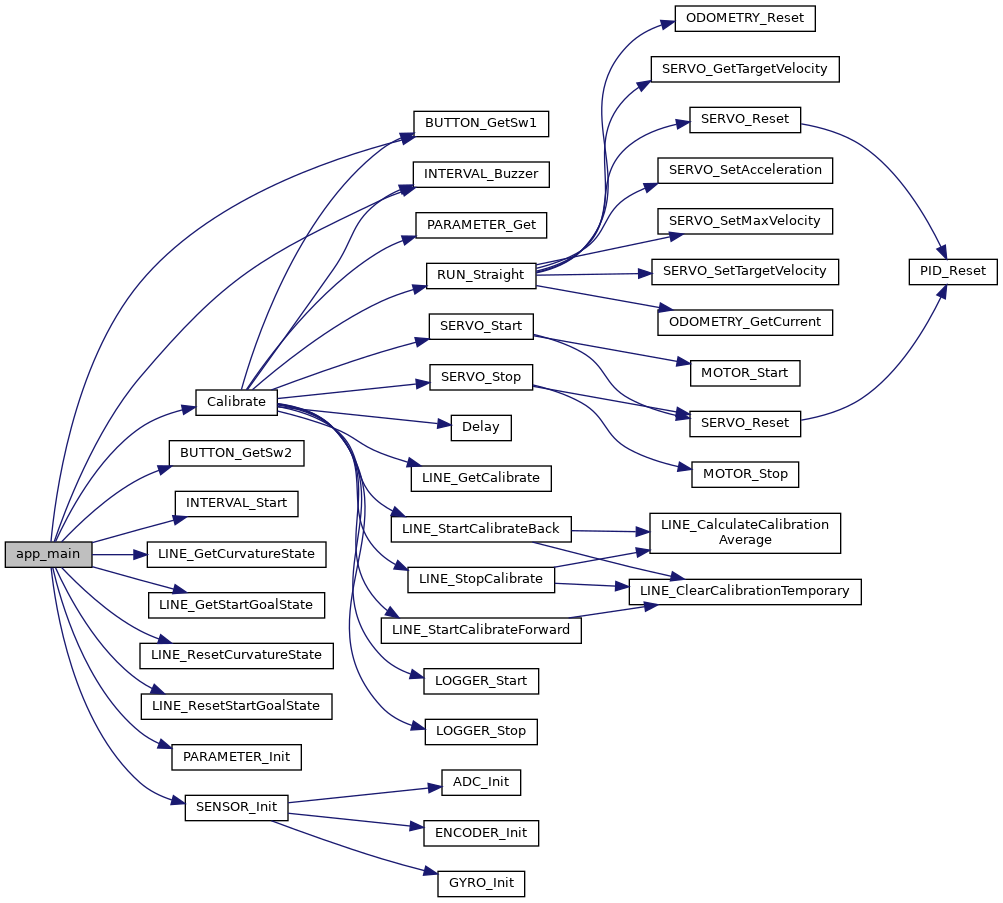 ODOMETRY_Reset
SERVO_GetTargetVelocity
BUTTON_GetSw1
SERVO_Reset
INTERVAL_Buzzer
SERVO_SetAcceleration
PARAMETER_Get
SERVO_SetMaxVelocity
RUN_Straight
SERVO_SetTargetVelocity
PID_Reset
SERVO_Start
ODOMETRY_GetCurrent
SERVO_Stop
MOTOR_Start
Calibrate
Delay
SERVO_Reset
BUTTON_GetSw2
LINE_GetCalibrate
MOTOR_Stop
INTERVAL_Start
LINE_StartCalibrateBack
LINE_CalculateCalibration
Average
app_main
LINE_GetCurvatureState
LINE_StopCalibrate
LINE_ClearCalibrationTemporary
LINE_GetStartGoalState
LINE_StartCalibrateForward
LINE_ResetCurvatureState
LOGGER_Start
LINE_ResetStartGoalState
LOGGER_Stop
PARAMETER_Init
ADC_Init
SENSOR_Init
ENCODER_Init
GYRO_Init